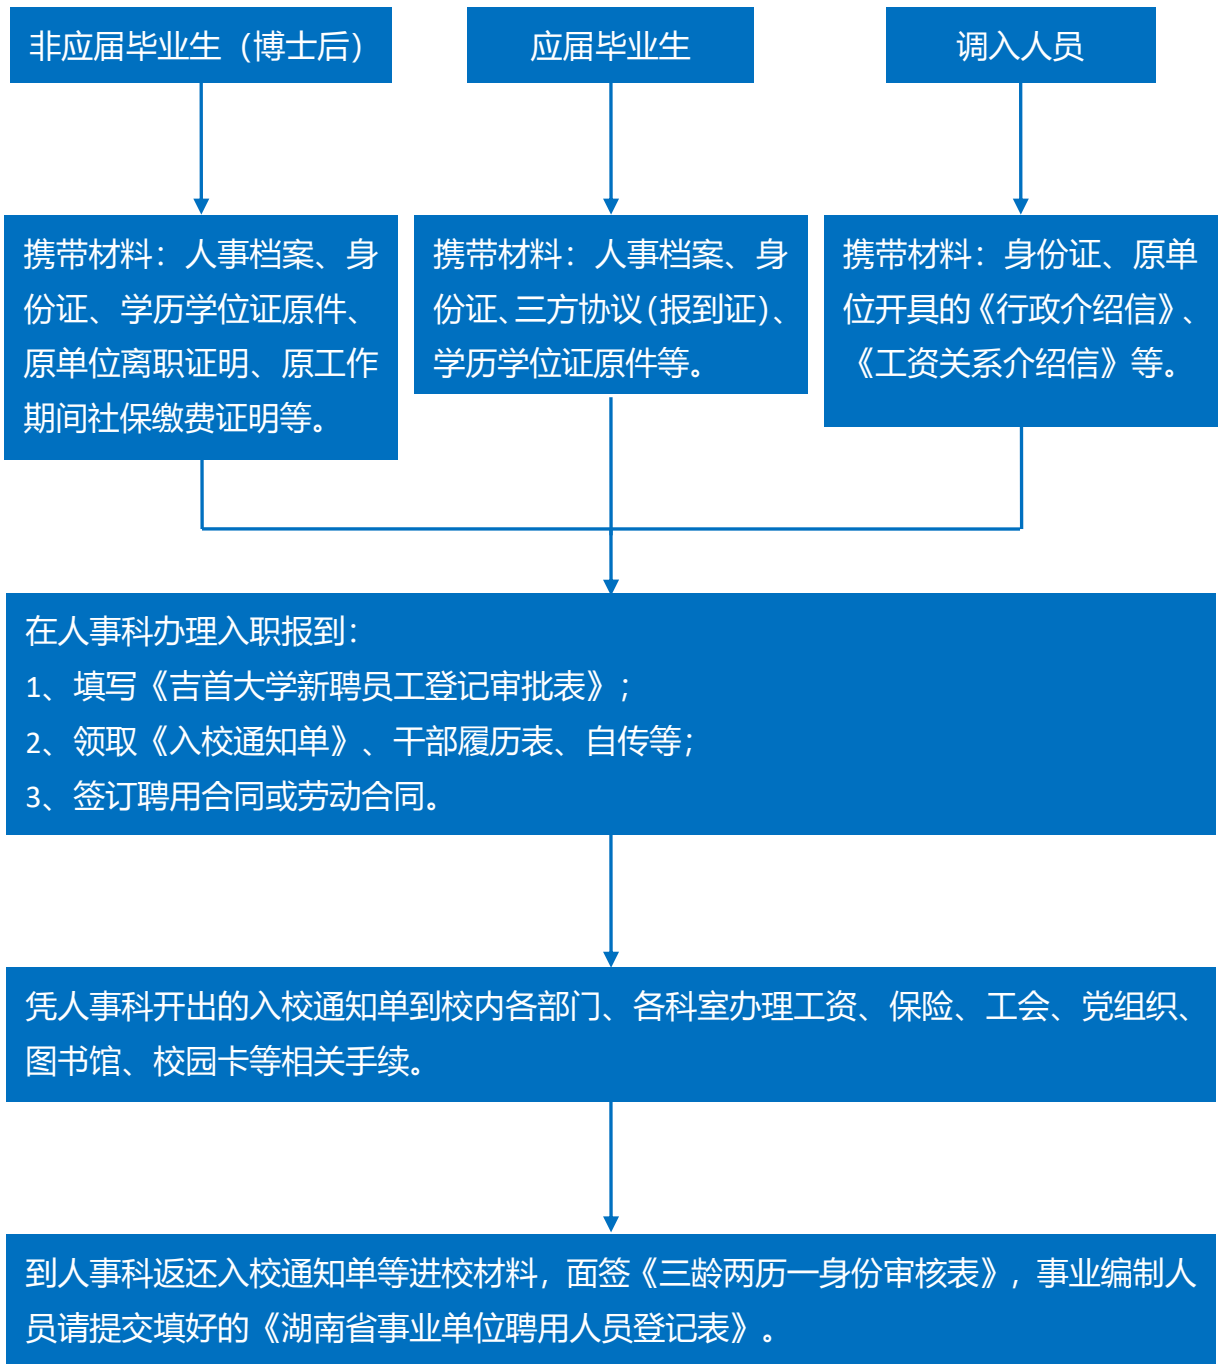 非应届毕业生（博士后）
应届毕业生
调入人员
携带材料：人事档案、身
份证、学历学位证原件、
原单位离职证明、原工作
期间社保缴费证明等。
携带材料：人事档案、身
份证、三方协议（报到证）、
学历学位证原件等。
携带材料：身份证、原单
位开具的《行政介绍信》、
《工资关系介绍信》等。
在人事科办理入职报到：
1、填写《吉首大学新聘员工登记审批表》；
2、领取《入校通知单》、干部履历表、自传等；
3、签订聘用合同或劳动合同。
凭人事科开出的入校通知单到校内各部门、各科室办理工资、保险、工会、党组织、
图书馆、校园卡等相关手续。
到人事科返还入校通知单等进校材料，面签《三龄两历一身份审核表》，事业编制人
员请提交填好的《湖南省事业单位聘用人员登记表》。